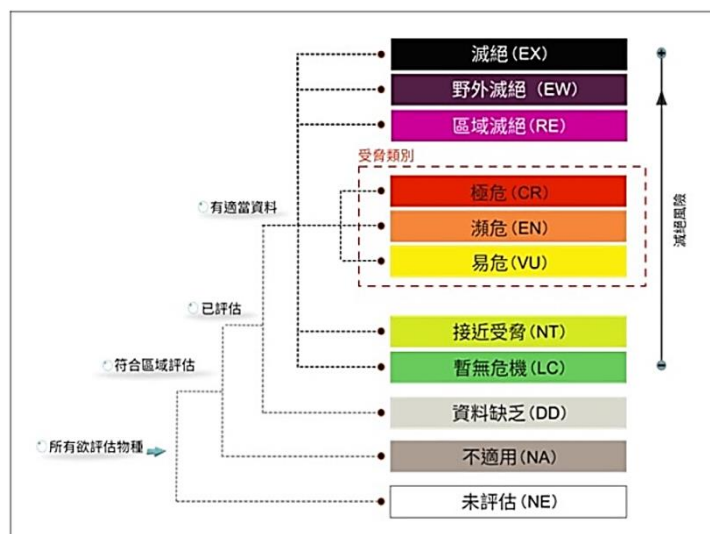 滅絕(EX)
野外滅絕 (EW)
區域滅絕(RE)
受脅類別
極危(CR)
有適當資料
瀕危(EN)
滅絕風險
易危(VU)
已評估
接近受脅(NT)
符合區域評估
暫無危機(LC)
資料缺乏(DD)
所有欲評估物種
不適用(NA)
未評估(NE)